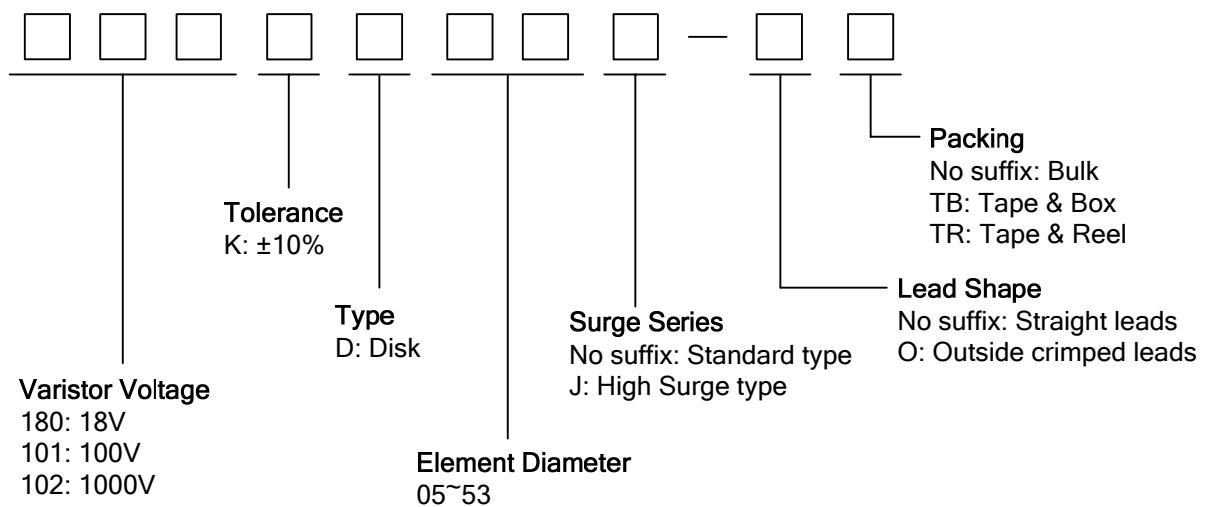 Packing
No suffix: Bulk
TB: Tape & Box
TR: Tape & Reel
Tolerance
K: ±10%
Lead Shape
No suffix: Straight leads
O: Outside crimped leads
Type
D: Disk
Surge Series
No suffix: Standard type
J: High Surge type
Varistor Voltage
180: 18V
101: 100V
102: 1000V
Element Diameter
05~53